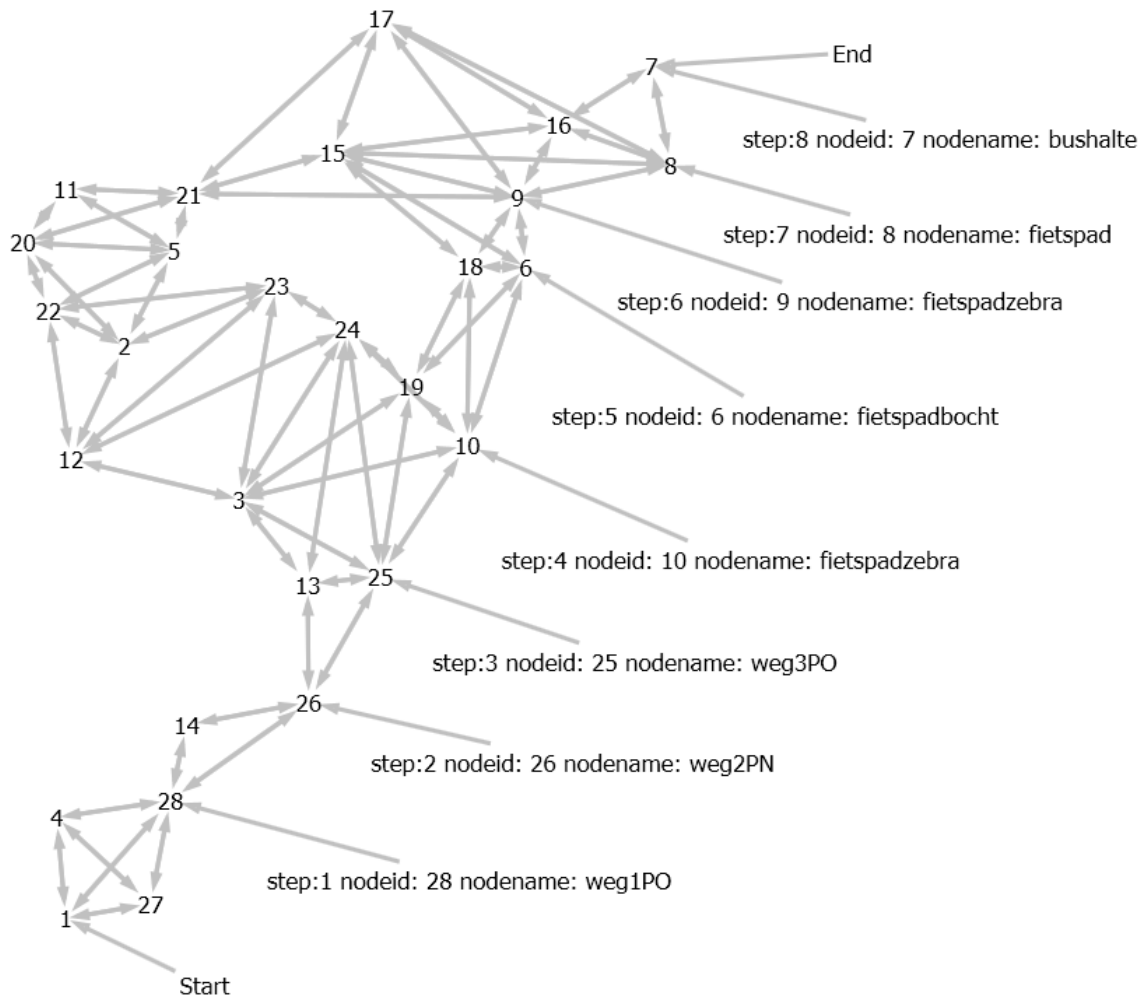 17
End
7
16
step:8 nodeid: 7 nodename: bushalte
15
8
11
21
9
step:7 nodeid: 8 nodename: fietspad
20
5
18
6
23
step:6 nodeid: 9 nodename: fietspadzebra
22
24
2
19
step:5 nodeid: 6 nodename: fietspadbocht
10
12
3
step:4 nodeid: 10 nodename: fietspadzebra
13
25
step:3 nodeid: 25 nodename: weg3PO
26
14
step:2 nodeid: 26 nodename: weg2PN
28
4
step:1 nodeid: 28 nodename: weg1PO
27
1
Start